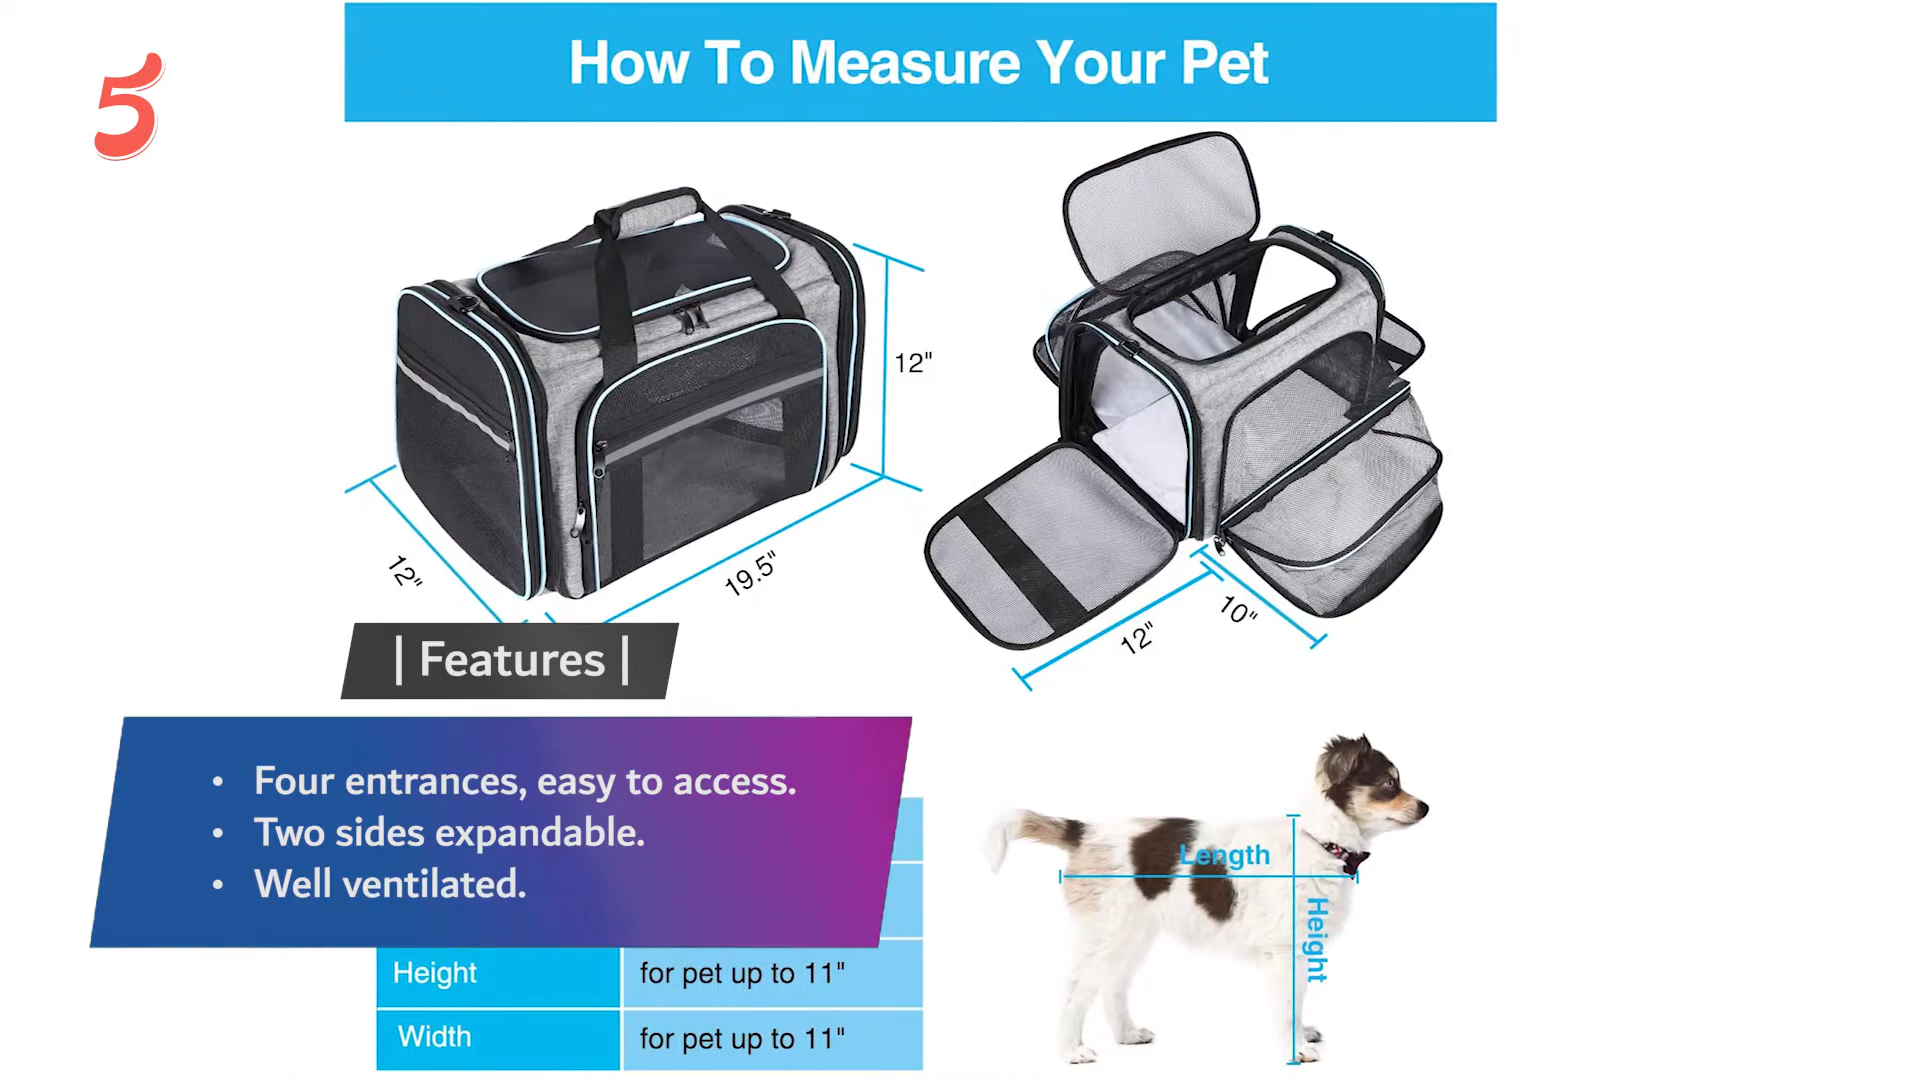 5
How To Measure Your Pet
12"
12"
19.5"
12"
10"
| Features |
• Four entrances, easy to access.
• Two sides expandable.
• Well ventilated.
Height for pet up to 11"
Width for pet up to 11"
Length
Height